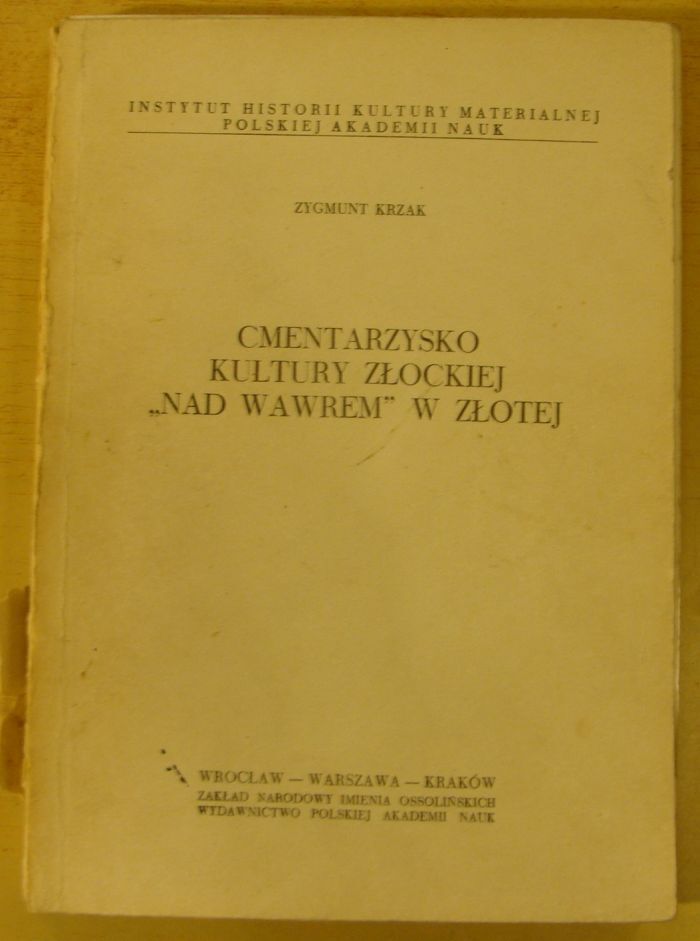 INSTYTUT HISTORII KULTURY MATERIALNEJ
POLSKIEJ AKADEMII NAUK
ZYGMUNT KRZAK
CMENTARZYSKO
KULTURY ZŁOCKIEJ
„NAD WAWREM” W ZŁOTEJ
WROCŁAW — WARSZAWA — KRAKÓW
ZAKŁAD NARODOWY IMIENIA OSSOLIŃSKICH
WYDAWNICTWO POLSKIEJ AKADEMII NAUK